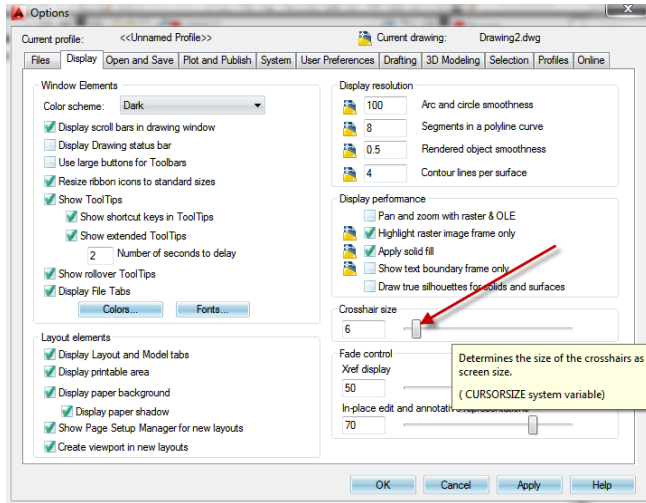 Options
Current profile: <<Unnamed Profile>> Current drawing: Drawing2.dwg
Files Display Open and Save Plot and Publish System User Preferences Drafting 3D Modeling Selection Profiles Online
Window Elements
Color scheme: Dark
Display scroll bars in drawing window
Display Drawing status bar
Use large buttons for Toolbars
Resize ribbon icons to standard sizes
Show ToolTips
Show shortcut keys in ToolTips
Show extended ToolTips
2 Number of seconds to delay
Show rollover ToolTips
Display File Tabs
Colors... Fonts...
Layout elements
Display Layout and Model tabs
Display printable area
Display paper background
Display paper shadow
Show Page Setup Manager for new layouts
Create viewport in new layouts
Display resolution
100 Arc and circle smoothness
8 Segments in a polyline curve
0.5 Rendered object smoothness
4 Contour lines per surface
Display performance
Pan and zoom with raster & OLE
Highlight raster image frame only
Apply solid fill
Show text boundary frame only
Draw true silhouettes for solids and surfaces
Crosshair size
6
Fade control
Xref display
50
In-place edit and annotative representations
70
Determines the size of the crosshairs as
screen size.
( CURSORSIZE system variable)
OK Cancel Apply Help